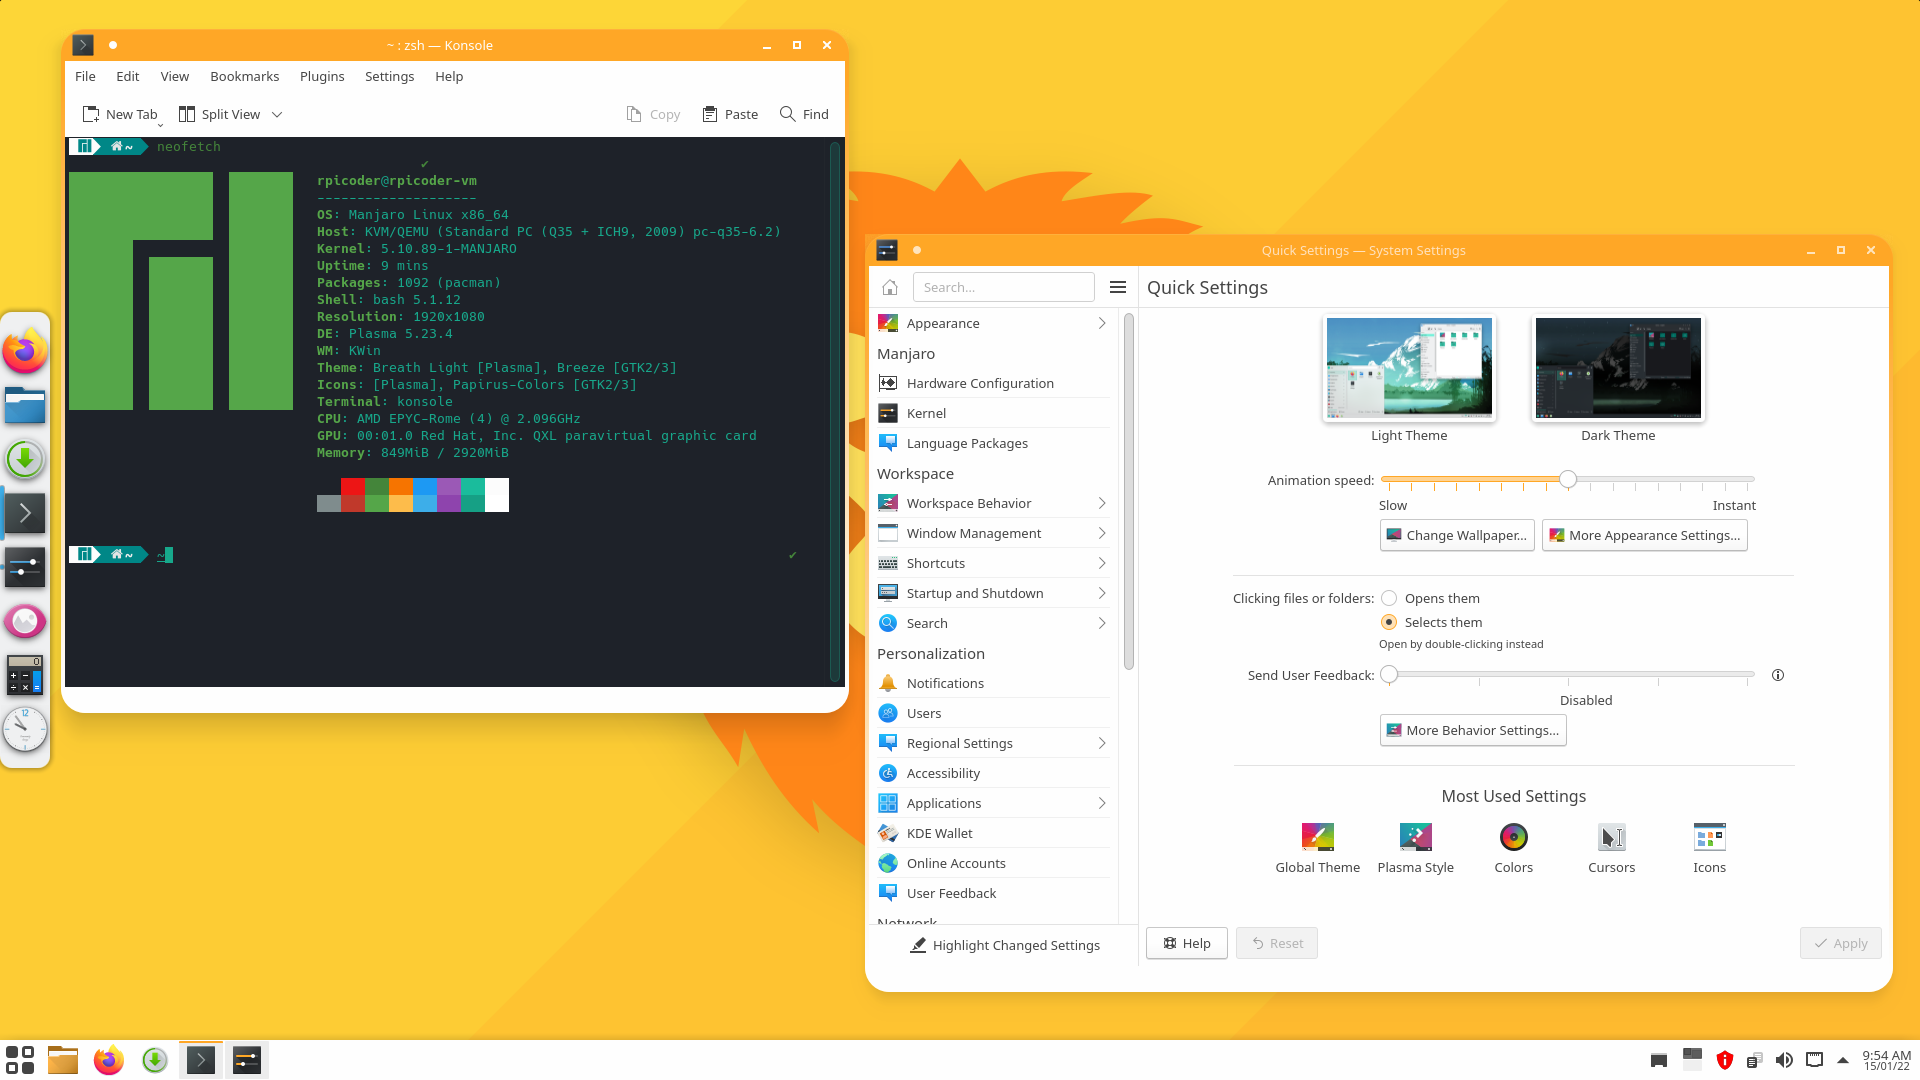 ~ : zsh — Konsole
File Edit View Bookmarks Plugins Settings Help
New Tab Split View Copy Paste Find
~ neofetch
rpicoder@rpicoder-vm
--------------------
OS: Manjaro Linux x86_64
Host: KVM/QEMU (Standard PC (Q35 + ICH9, 2009) pc-q35-6.2)
Kernel: 5.10.89-1-MANJARO
Uptime: 9 mins
Packages: 1092 (pacman)
Shell: bash 5.1.12
Resolution: 1920x1080
DE: Plasma 5.23.4
WM: KWin
Theme: Breath Light [Plasma], Breeze [GTK2/3]
Icons: [Plasma], Papirus-Colors [GTK2/3]
Terminal: konsole
CPU: AMD EPYC-Rome (4) @ 2.096GHz
GPU: 00:01.0 Red Hat, Inc. QXL paravirtual graphic card
Memory: 849MiB / 2920MiB
~ ~
Quick Settings — System Settings
Search...
Appearance
Manjaro
Hardware Configuration
Kernel
Language Packages
Workspace
Workspace Behavior
Window Management
Shortcuts
Startup and Shutdown
Search
Personalization
Notifications
Users
Regional Settings
Accessibility
Applications
KDE Wallet
Online Accounts
User Feedback
Network
Highlight Changed Settings
Quick Settings
Light Theme Dark Theme
Animation speed:
Slow Instant
Change Wallpaper... More Appearance Settings...
Clicking files or folders: Opens them
Selects them
Open by double-clicking instead
Send User Feedback:
Disabled
More Behavior Settings...
Most Used Settings
Global Theme Plasma Style Colors Cursors Icons
Help Reset Apply
0
12
9:54 AM
15/01/22